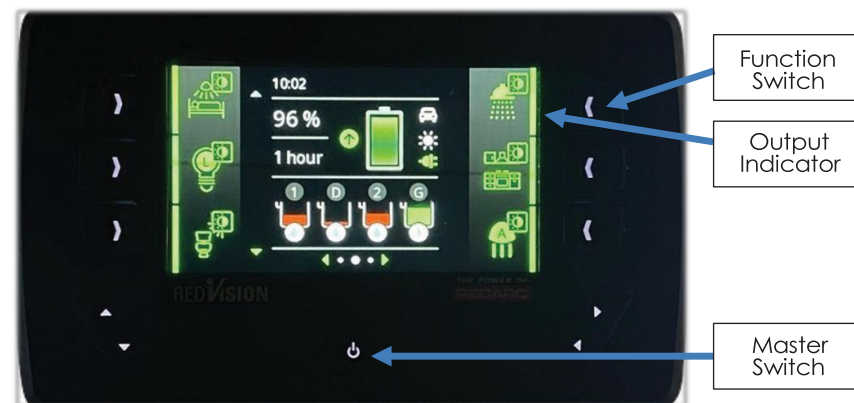 10:02
96 %
1 hour
1 D 2 G
L
A
REDVISION
THE POWER OF
REDARC
Function
Switch
Output
Indicator
Master
Switch